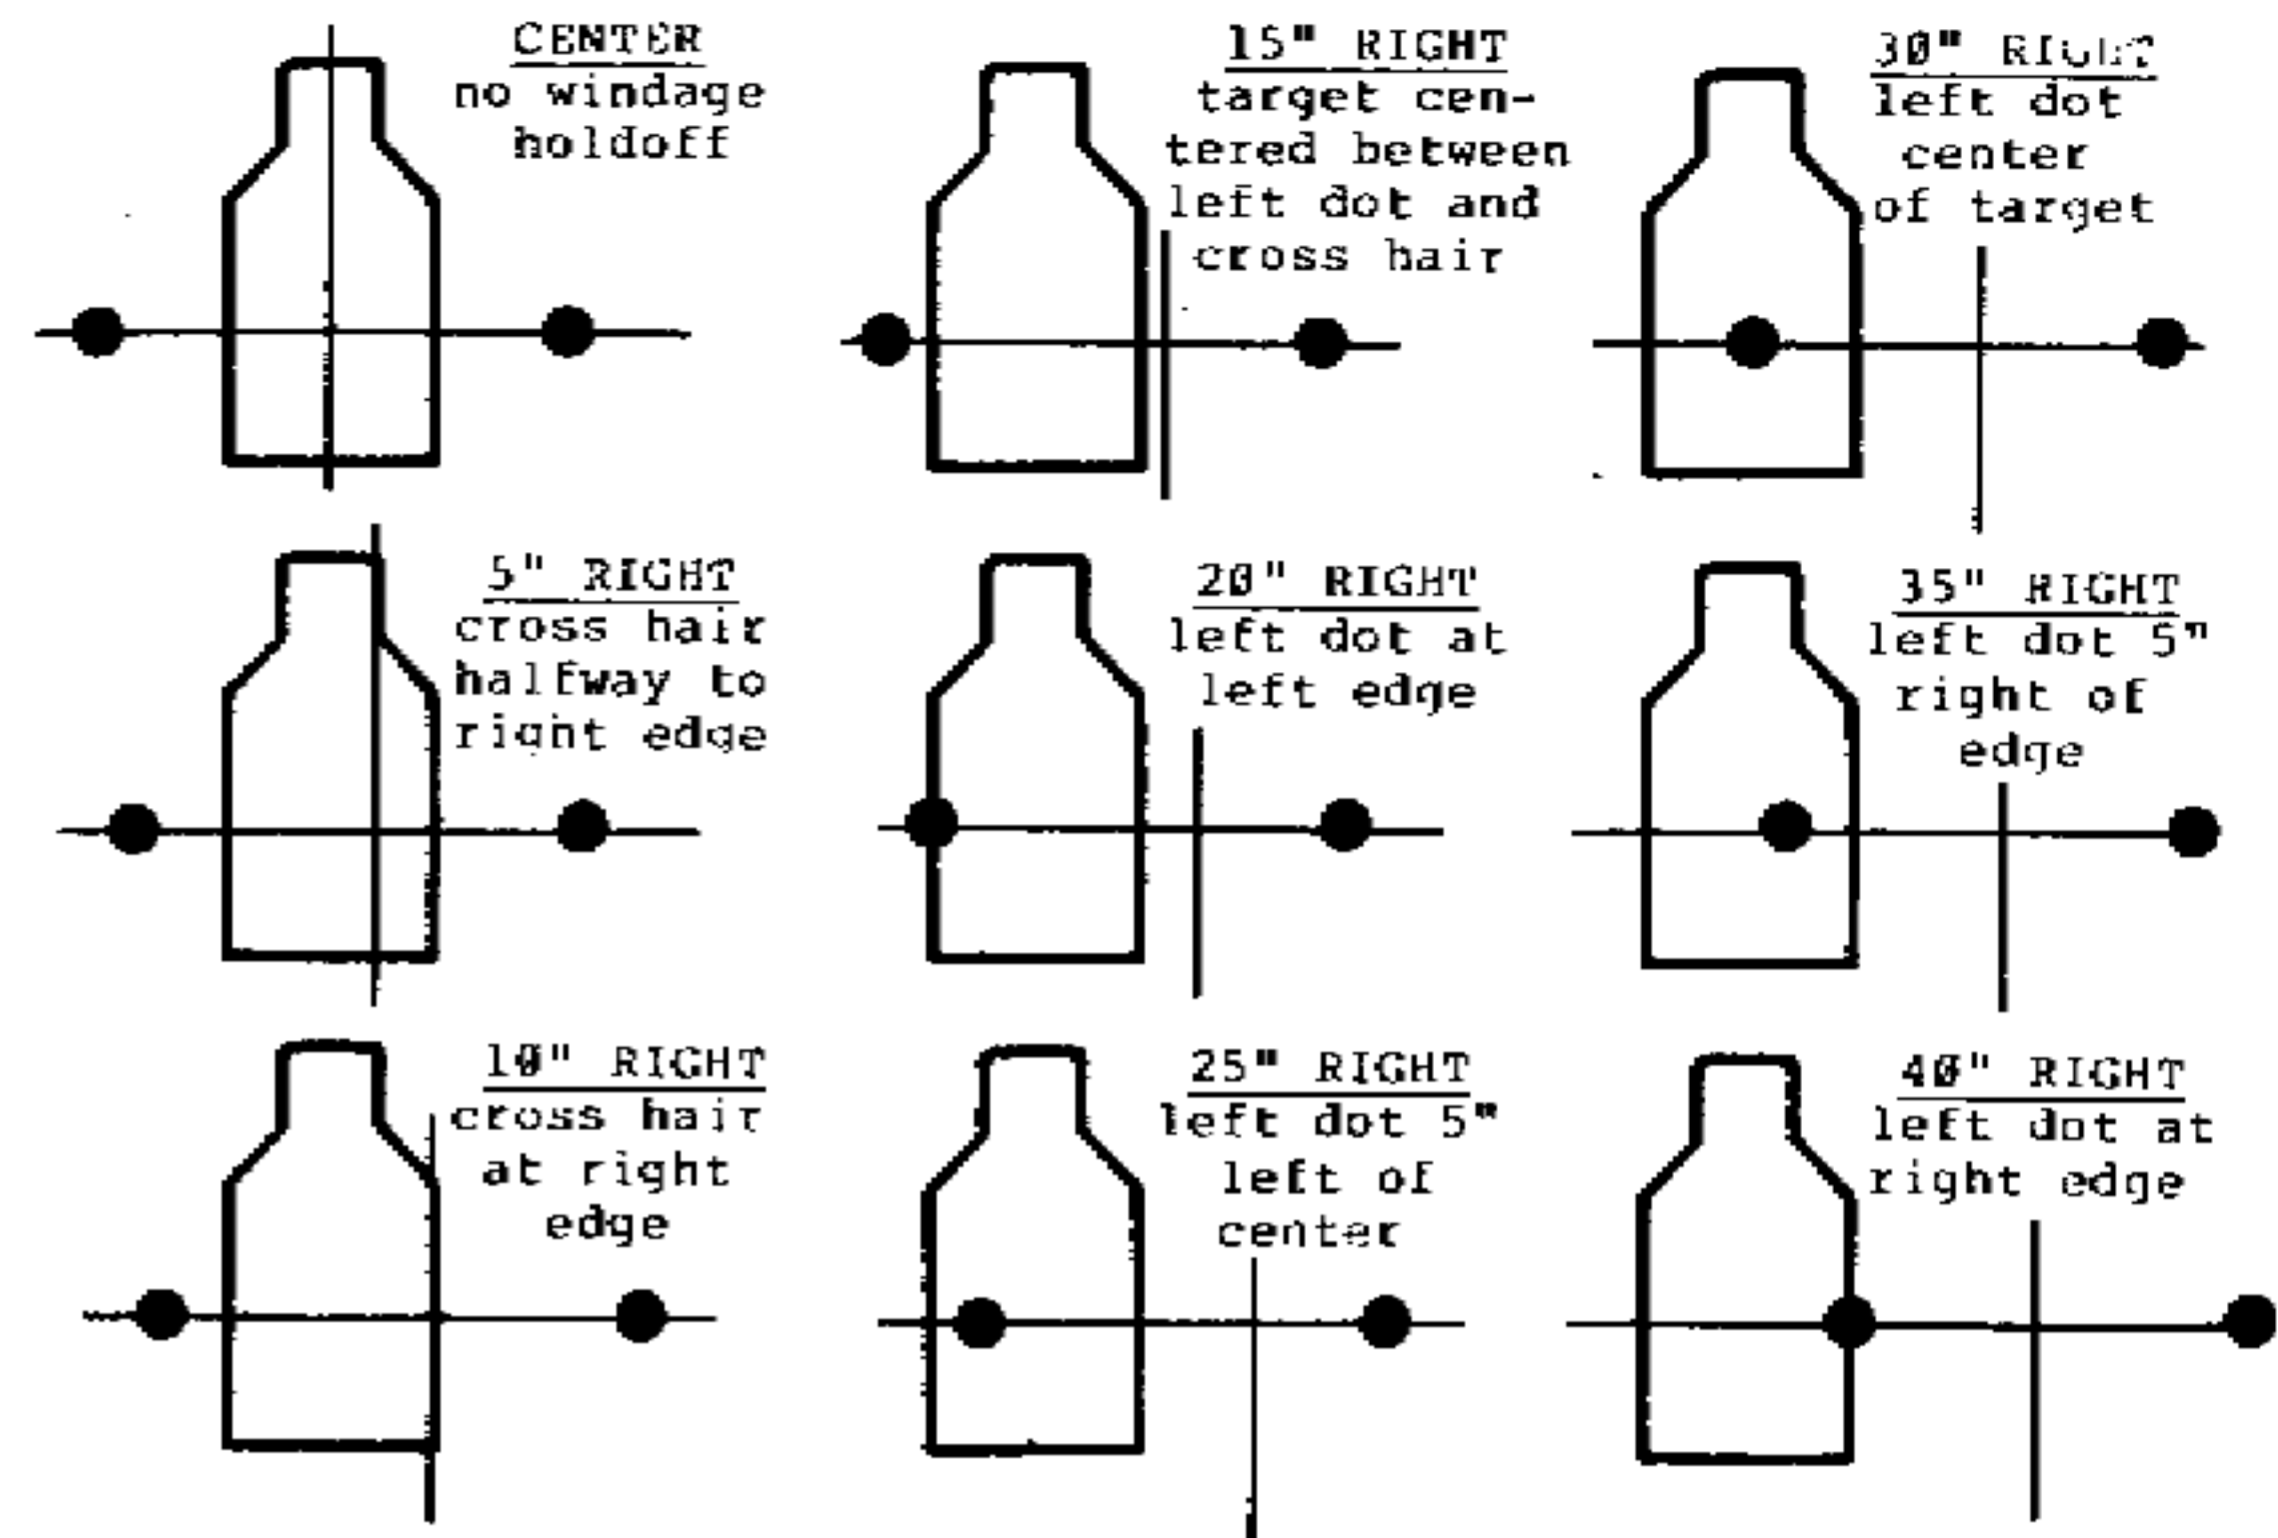 CENTER
no windage
holdoff
15" RIGHT
target cen-
tered between
left dot and
cross hair
30" RIGHT
left dot
center
of target
5" RIGHT
cross hair
halfway to
right edge
20" RIGHT
left dot at
left edge
35" RIGHT
left dot 5"
right of
edge
10" RIGHT
cross hair
at right
edge
25" RIGHT
left dot 5"
left of
center
40" RIGHT
left dot at
right edge